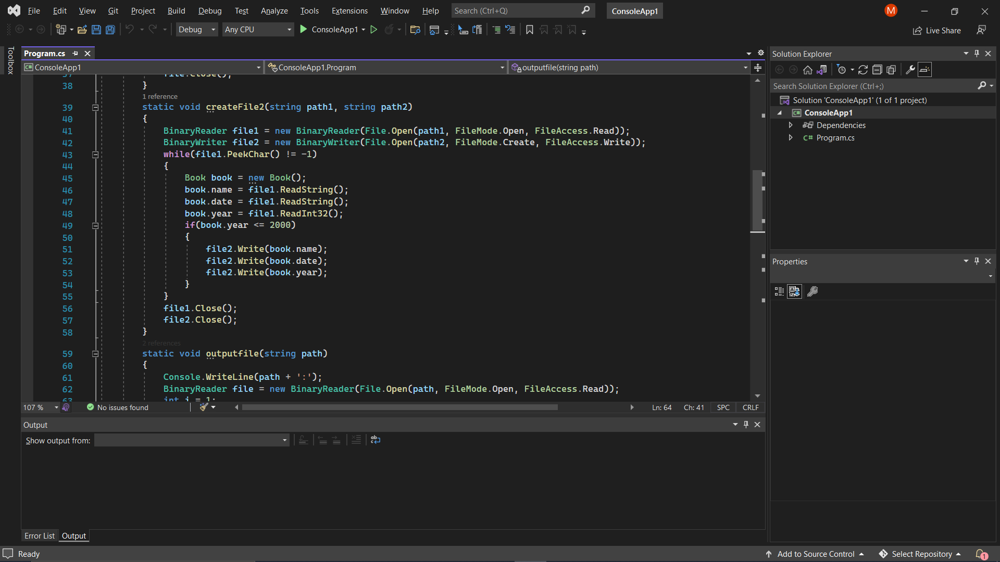 File Edit View Git Project Build Debug Test Analyze Tools Extensions Window Help Search (Ctrl+Q) ConsoleApp1 M
Debug Any CPU ConsoleApp1 Live Share
Toolbox
Program.cs
ConsoleApp1 ConsoleApp1.Program outputfile(string path)
37 file.Close();
38 }
1 reference
39 static void createFile2(string path1, string path2)
40 {
41 BinaryReader file1 = new BinaryReader(File.Open(path1, FileMode.Open, FileAccess.Read));
42 BinaryWriter file2 = new BinaryWriter(File.Open(path2, FileMode.Create, FileAccess.Write));
43 while(file1.PeekChar() != -1)
44 {
45 Book book = new Book();
46 book.name = file1.ReadString();
47 book.date = file1.ReadString();
48 book.year = file1.ReadInt32();
49 if(book.year <= 2000)
50 {
51 file2.Write(book.name);
52 file2.Write(book.date);
53 file2.Write(book.year);
54 }
55 }
56 file1.Close();
57 file2.Close();
58 }
2 references
59 static void outputfile(string path)
60 {
61 Console.WriteLine(path + ':');
62 BinaryReader file = new BinaryReader(File.Open(path, FileMode.Open, FileAccess.Read));
63 int i = 1;
107 % No issues found Ln: 64 Ch: 41 SPC CRLF
Output
Show output from:
Error List Output
Solution Explorer
Search Solution Explorer (Ctrl+;)
Solution 'ConsoleApp1' (1 of 1 project)
C# ConsoleApp1
Dependencies
C# Program.cs
Properties
Ready Add to Source Control Select Repository 1